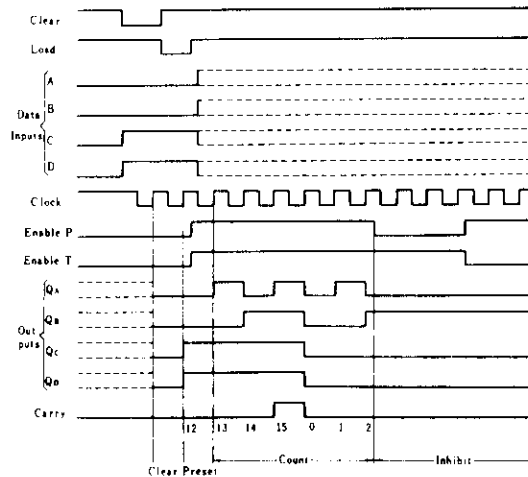 Clear
Load
A
B
Data
Inputs
C
D
Clock
Enable P
Enable T
QA
QB
Out
puts
QC
QD
Carry
12 13 14 15 0 1 2
Count Inhibit
Clear Preset